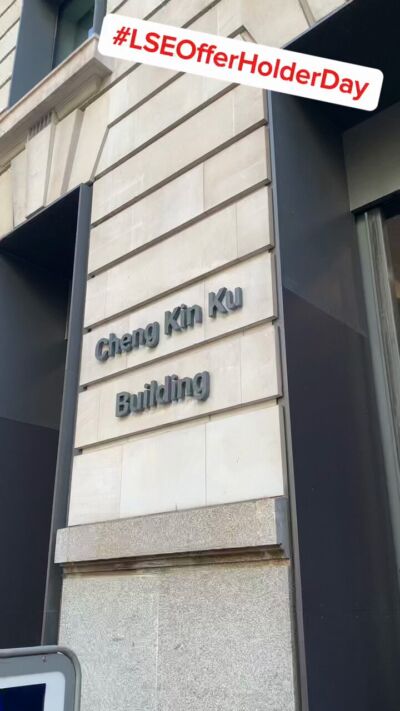 #LSEOfferHolderDay
Cheng Kin Ku
Building